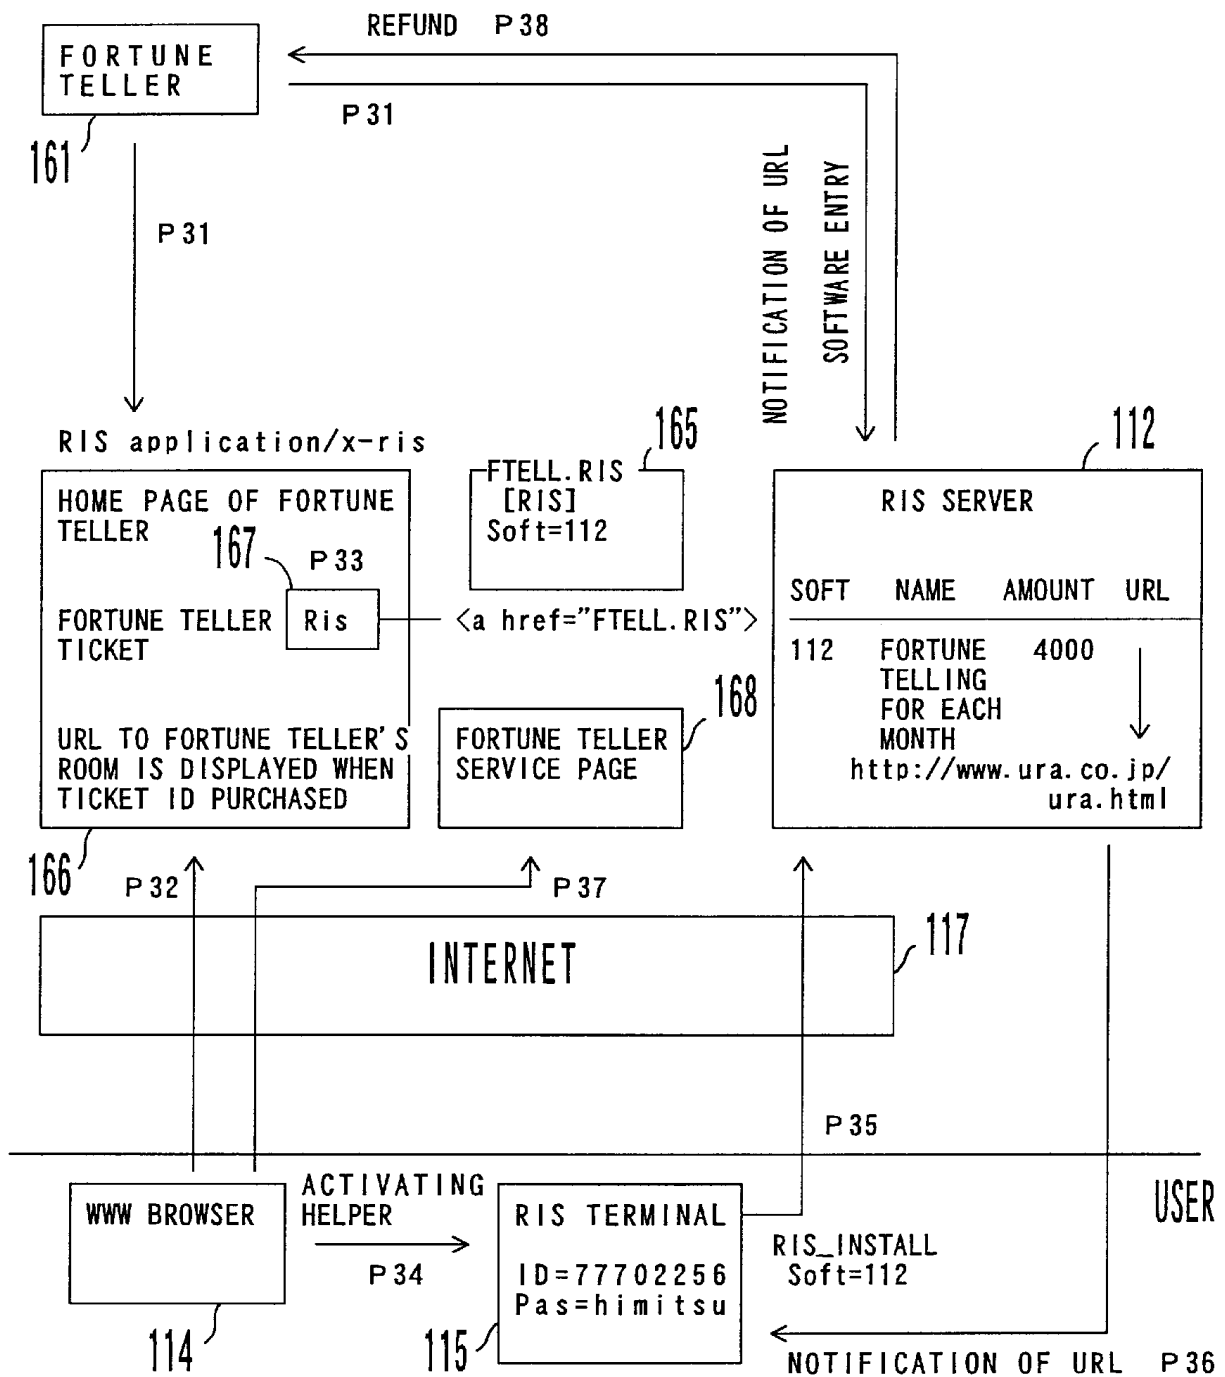 REFUND P38
FORTUNE
TELLER
P31
161
P31
NOTIFICATION OF URL
SOFTWARE ENTRY
RIS application/x-ris
165
112
HOME PAGE OF FORTUNE
TELLER
167
P33
FORTUNE TELLER
TICKET
Ris
URL TO FORTUNE TELLER'S
ROOM IS DISPLAYED WHEN
TICKET ID PURCHASED
FTELL.RIS
[RIS]
Soft=112
<a href="FTELL.RIS">
168
FORTUNE TELLER
SERVICE PAGE
RIS SERVER
SOFT NAME AMOUNT URL
112 FORTUNE 4000
TELLING
FOR EACH
MONTH
http://www.ura.co.jp/
ura.html
166
P32
P37
INTERNET
117
P35
USER
WWW BROWSER
ACTIVATING
HELPER
P34
RIS TERMINAL
ID=77702256
Pas=himitsu
RIS_INSTALL
Soft=112
114
115
NOTIFICATION OF URL P36